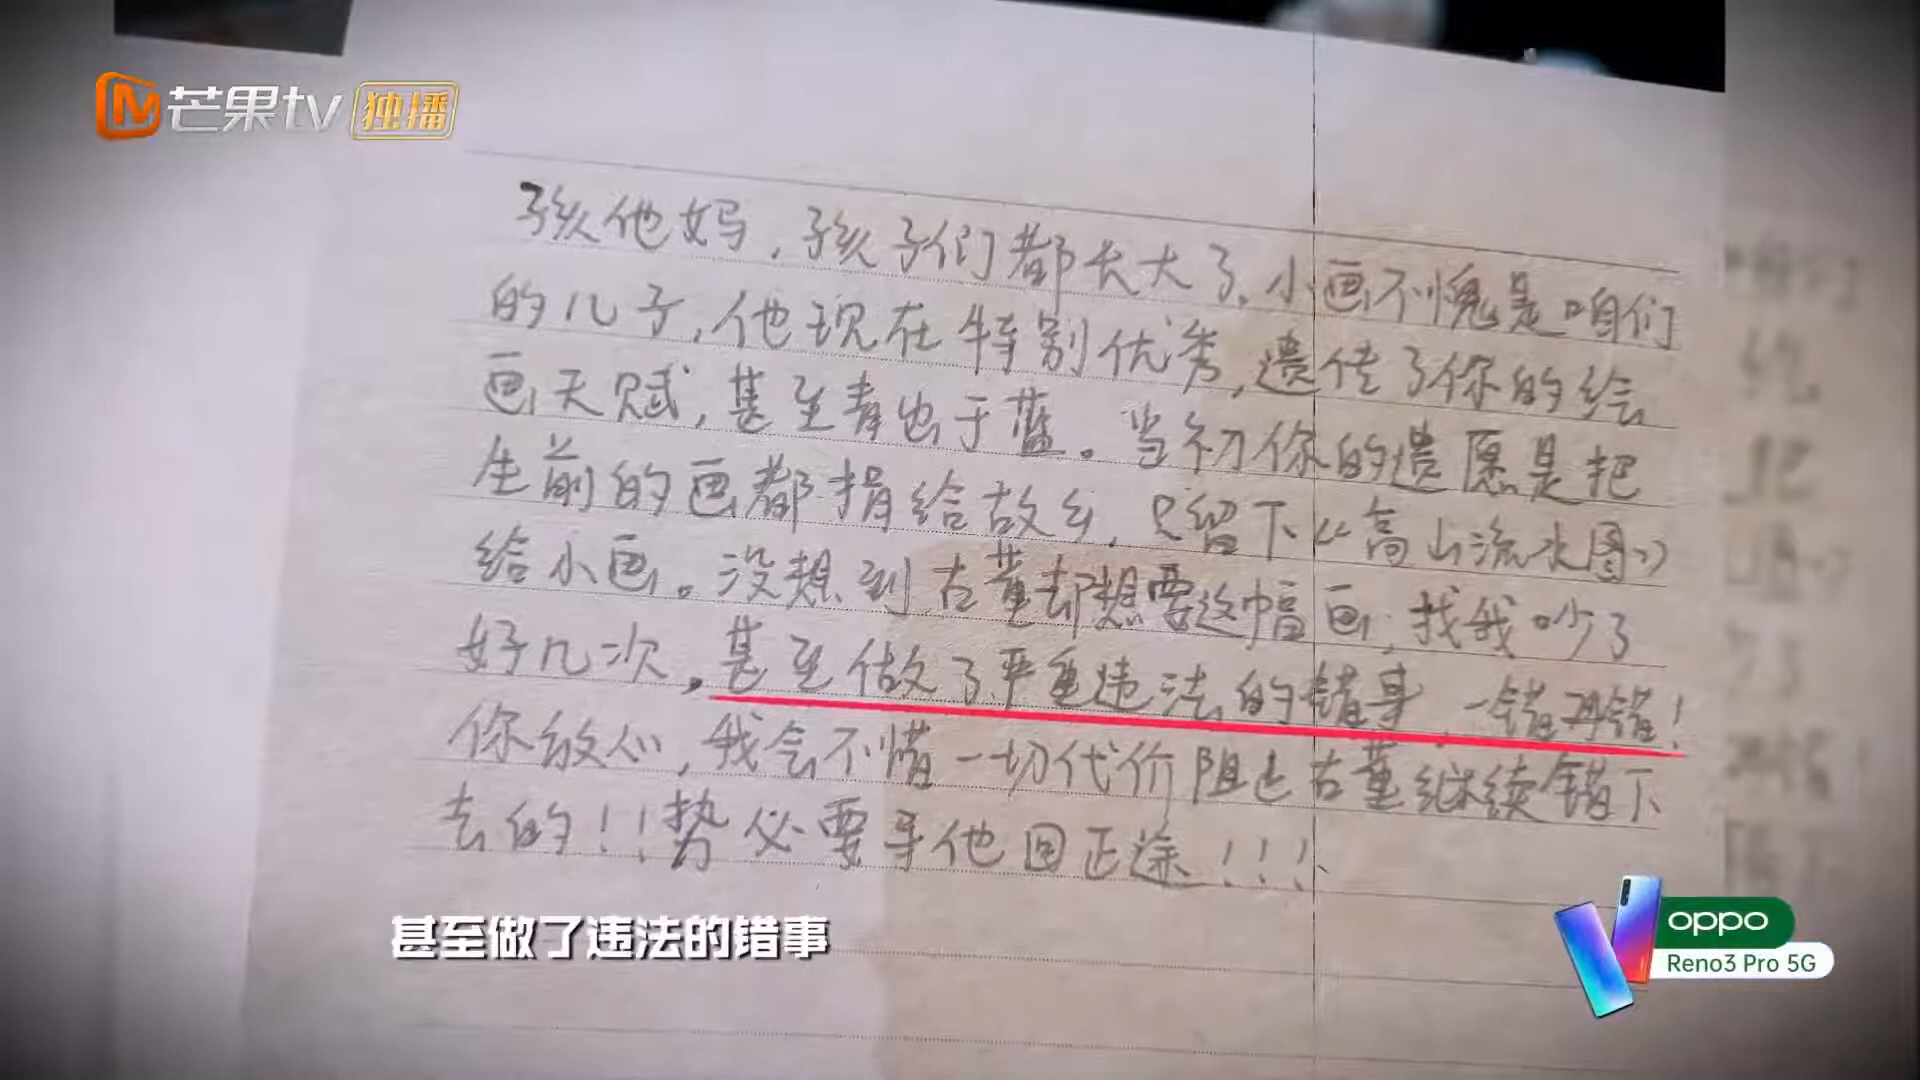 芒果tv 独播
孩他妈，孩子们都长大了。小画不愧是咱们
的儿子，他现在特别优秀，遗传了你的绘
画天赋，甚至青出于蓝。当初你的遗愿是把
生前的画都捐给故乡，只留下《高山流水图》
给小画。没想到古董却想要这幅画，找我吵了
好几次，甚至做了严重违法的错事，一错再错！
你放心，我会不惜一切代价阻止古董继续错下
去的！！势必要寻他回正途！！！
甚至做了违法的错事
oppo
Reno3 Pro 5G